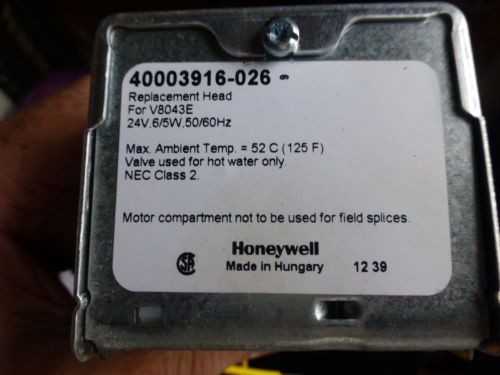 40003916-026 9
Replacement Head
For V8043E
24V,6/5W,50/60Hz
Max. Ambient Temp. = 52 C (125 F)
Valve used for hot water only.
NEC Class 2.
Motor compartment not to be used for field splices.
Honeywell
SA Made in Hungary 12 39